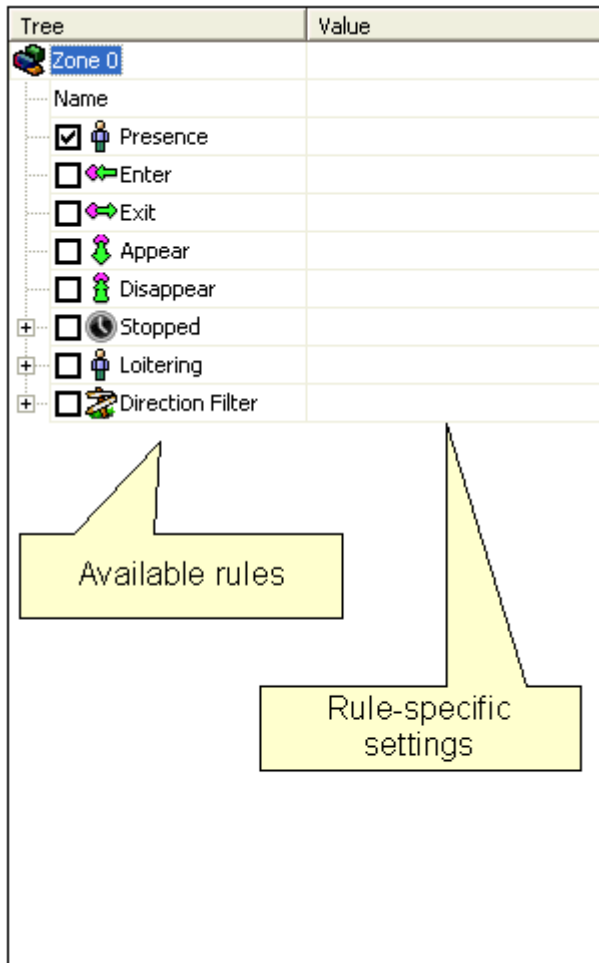 Tree Value
Zone 0
Name
Presence
Enter
Exit
Appear
Disappear
Stopped
Loitering
Direction Filter
Available rules
Rule-specific
settings